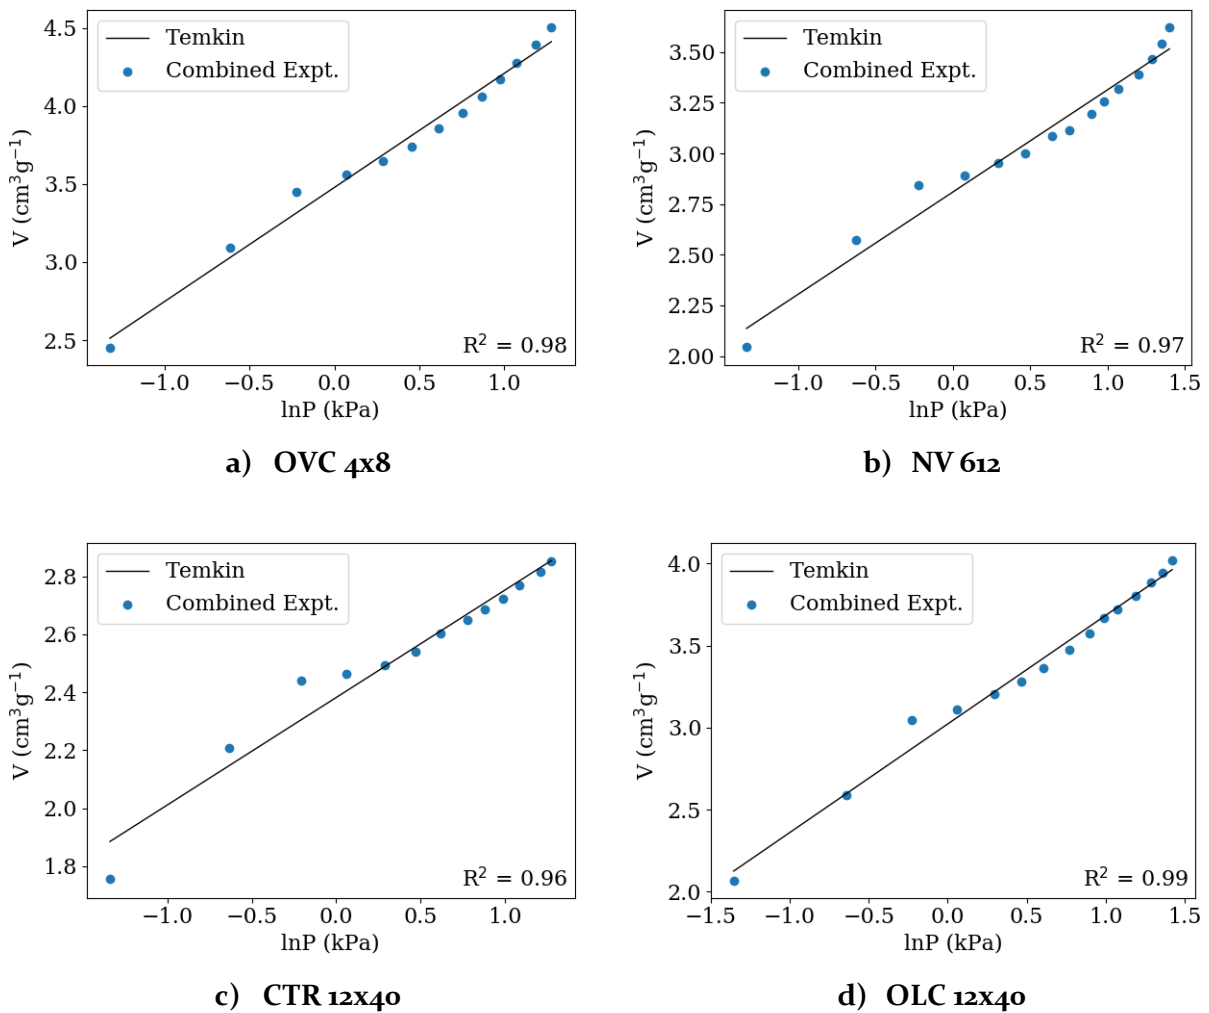 4.5
4.0
3.5
3.0
2.5
V (cm³g⁻¹)
Temkin
Combined Expt.
R² = 0.98
−1.0 −0.5 0.0 0.5 1.0
lnP (kPa)
a) OVC 4x8
3.50
3.25
3.00
2.75
2.50
2.25
2.00
V (cm³g⁻¹)
Temkin
Combined Expt.
R² = 0.97
−1.0 −0.5 0.0 0.5 1.0 1.5
lnP (kPa)
b) NV 612
2.8
2.6
2.4
2.2
2.0
1.8
V (cm³g⁻¹)
Temkin
Combined Expt.
R² = 0.96
−1.0 −0.5 0.0 0.5 1.0
lnP (kPa)
c) CTR 12x40
4.0
3.5
3.0
2.5
2.0
V (cm³g⁻¹)
Temkin
Combined Expt.
R² = 0.99
−1.5 −1.0 −0.5 0.0 0.5 1.0 1.5
lnP (kPa)
d) OLC 12x40